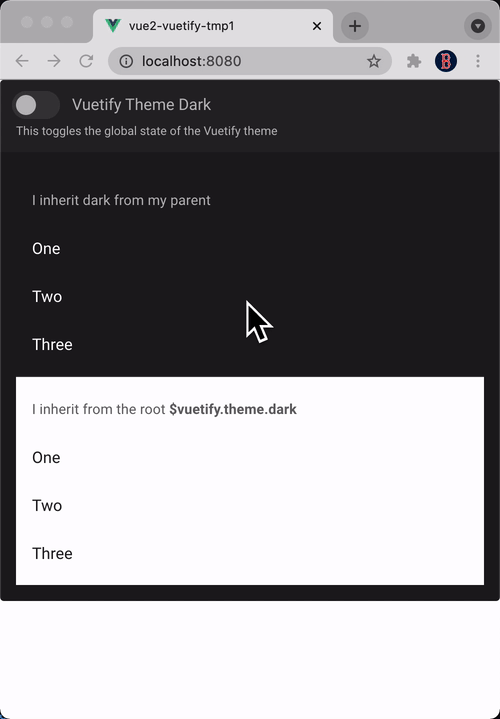 vue2-vuetify-tmp1
localhost:8080
B
Vuetify Theme Dark
This toggles the global state of the Vuetify theme
I inherit dark from my parent
One
Two
Three
I inherit from the root $vuetify.theme.dark
One
Two
Three